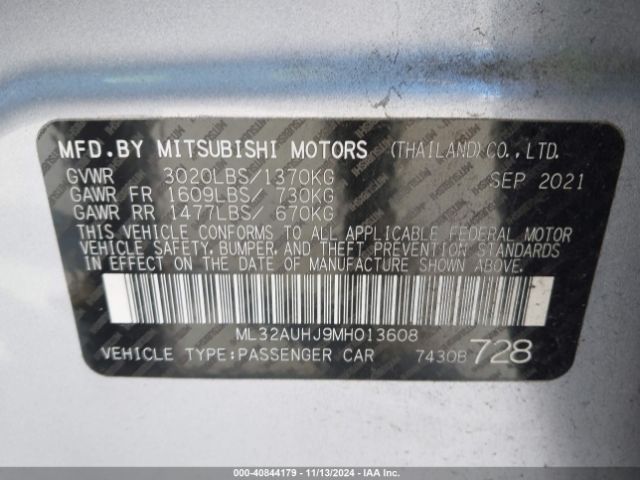 MFD.BY MITSUBISHI MOTORS (THAILAND)CO.,LTD.
GVWR 3020LBS/1370KG SEP 2021
GAWR FR 1609LBS/ 730KG
GAWR RR 1477LBS/ 670KG
THIS VEHICLE CONFORMS TO ALL APPLICABLE FEDERAL MOTOR
VEHICLE SAFETY, BUMPER, AND THEFT PREVENTION STANDARDS
IN EFFECT ON THE DATE OF MANUFACTURE SHOWN ABOVE.
ML32AUHJ9MH013608
VEHICLE TYPE:PASSENGER CAR 7430B 728
000-40844179 - 11/13/2024 - IAA Inc.